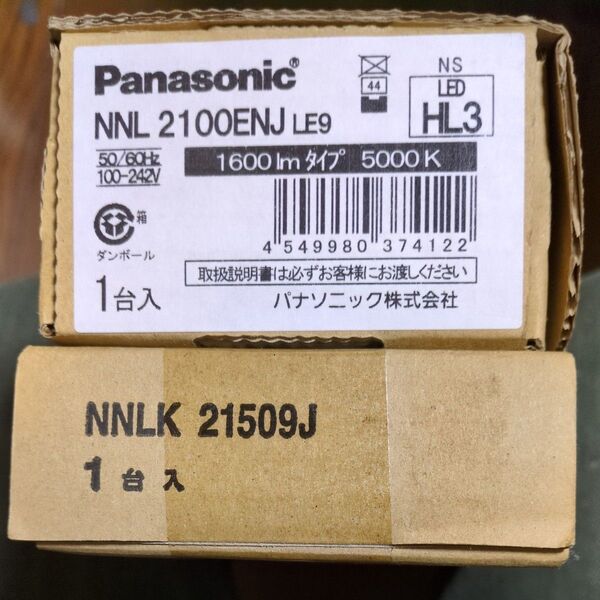 Panasonic®
NNL 2100ENJ LE9
44
NS
LED
HL3
50/60Hz
100-242V
1600 lm タイプ 5000 K
箱
ダンボール
4 549980 374122
取扱説明書は必ずお客様にお渡しください
1台入
パナソニック株式会社
NNLK 21509J
1台入